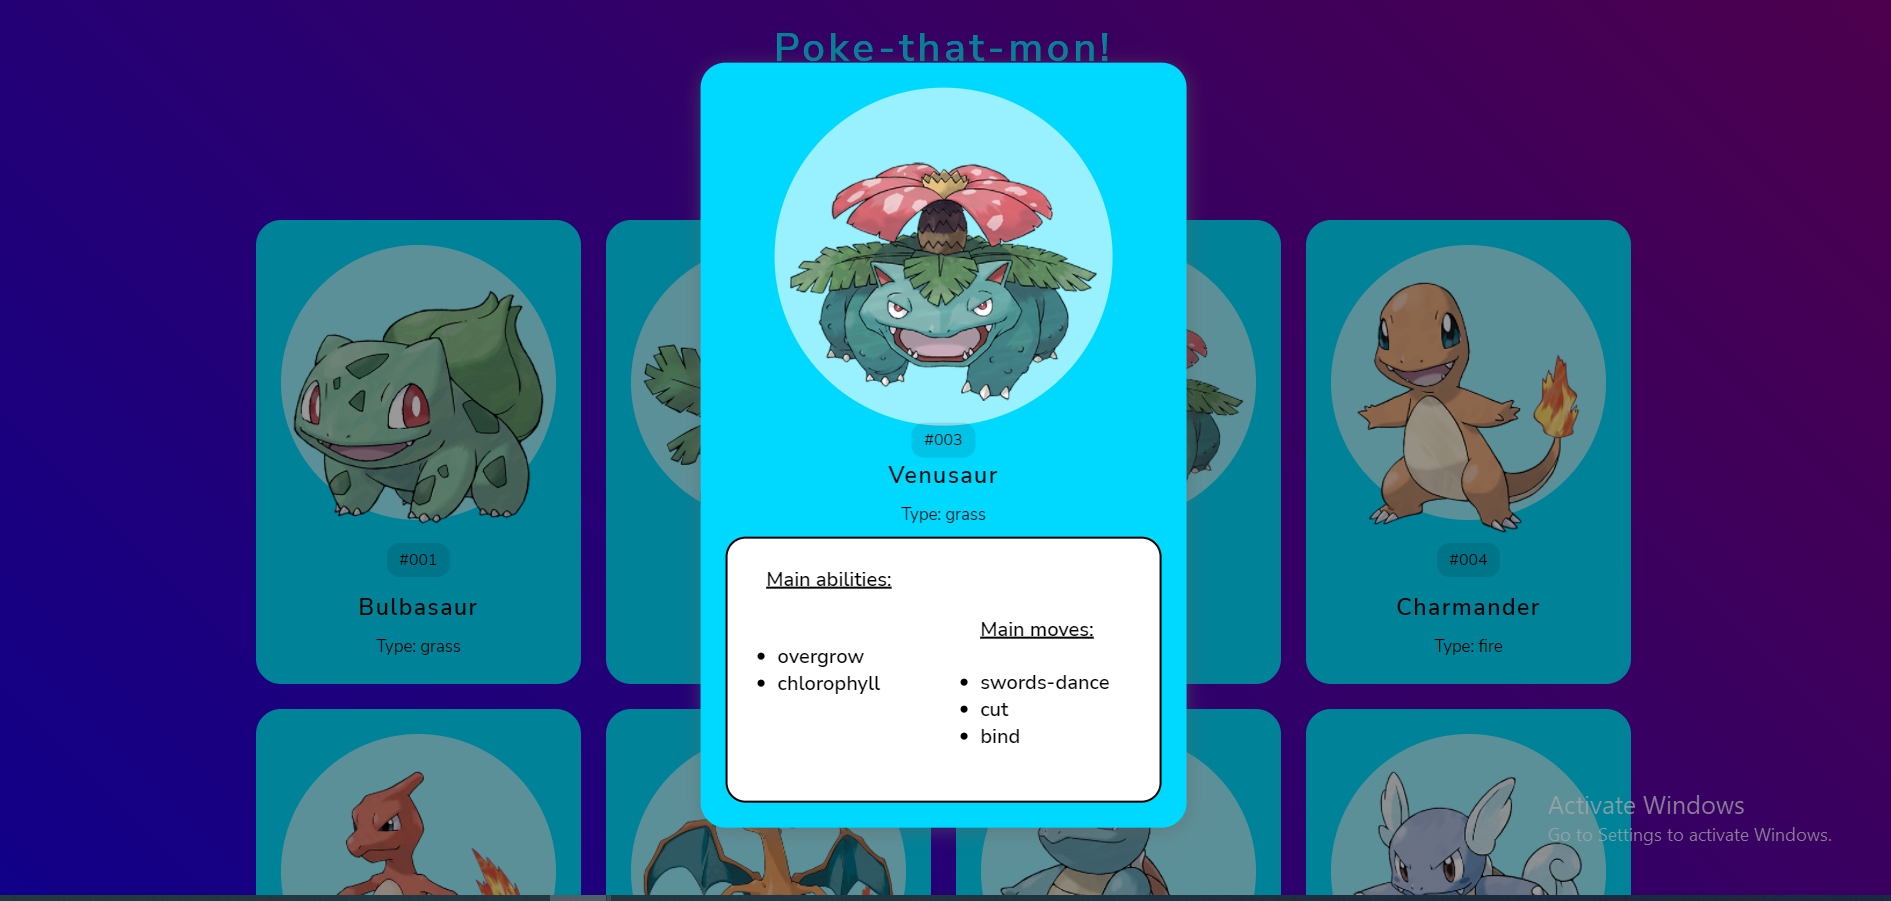 Poke-that-mon!
#003
Venusaur
Type: grass
Main abilities:
overgrow
chlorophyll
Main moves:
swords-dance
cut
bind
#001
Bulbasaur
Type: grass
#004
Charmander
Type: fire
Activate Windows
Go to Settings to activate Windows.